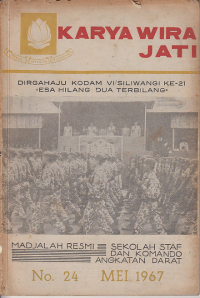 KARYA WIRA
JATI
DIRGAHAJU KODAM VI/SILIWANGI KE-21
-ESA HILANG DUA TERBILANG-
MADJALAH RESMI SEKOLAH STAF
DAN KOMANDO
ANGKATAN DARAT
No. 24 MEI 1967